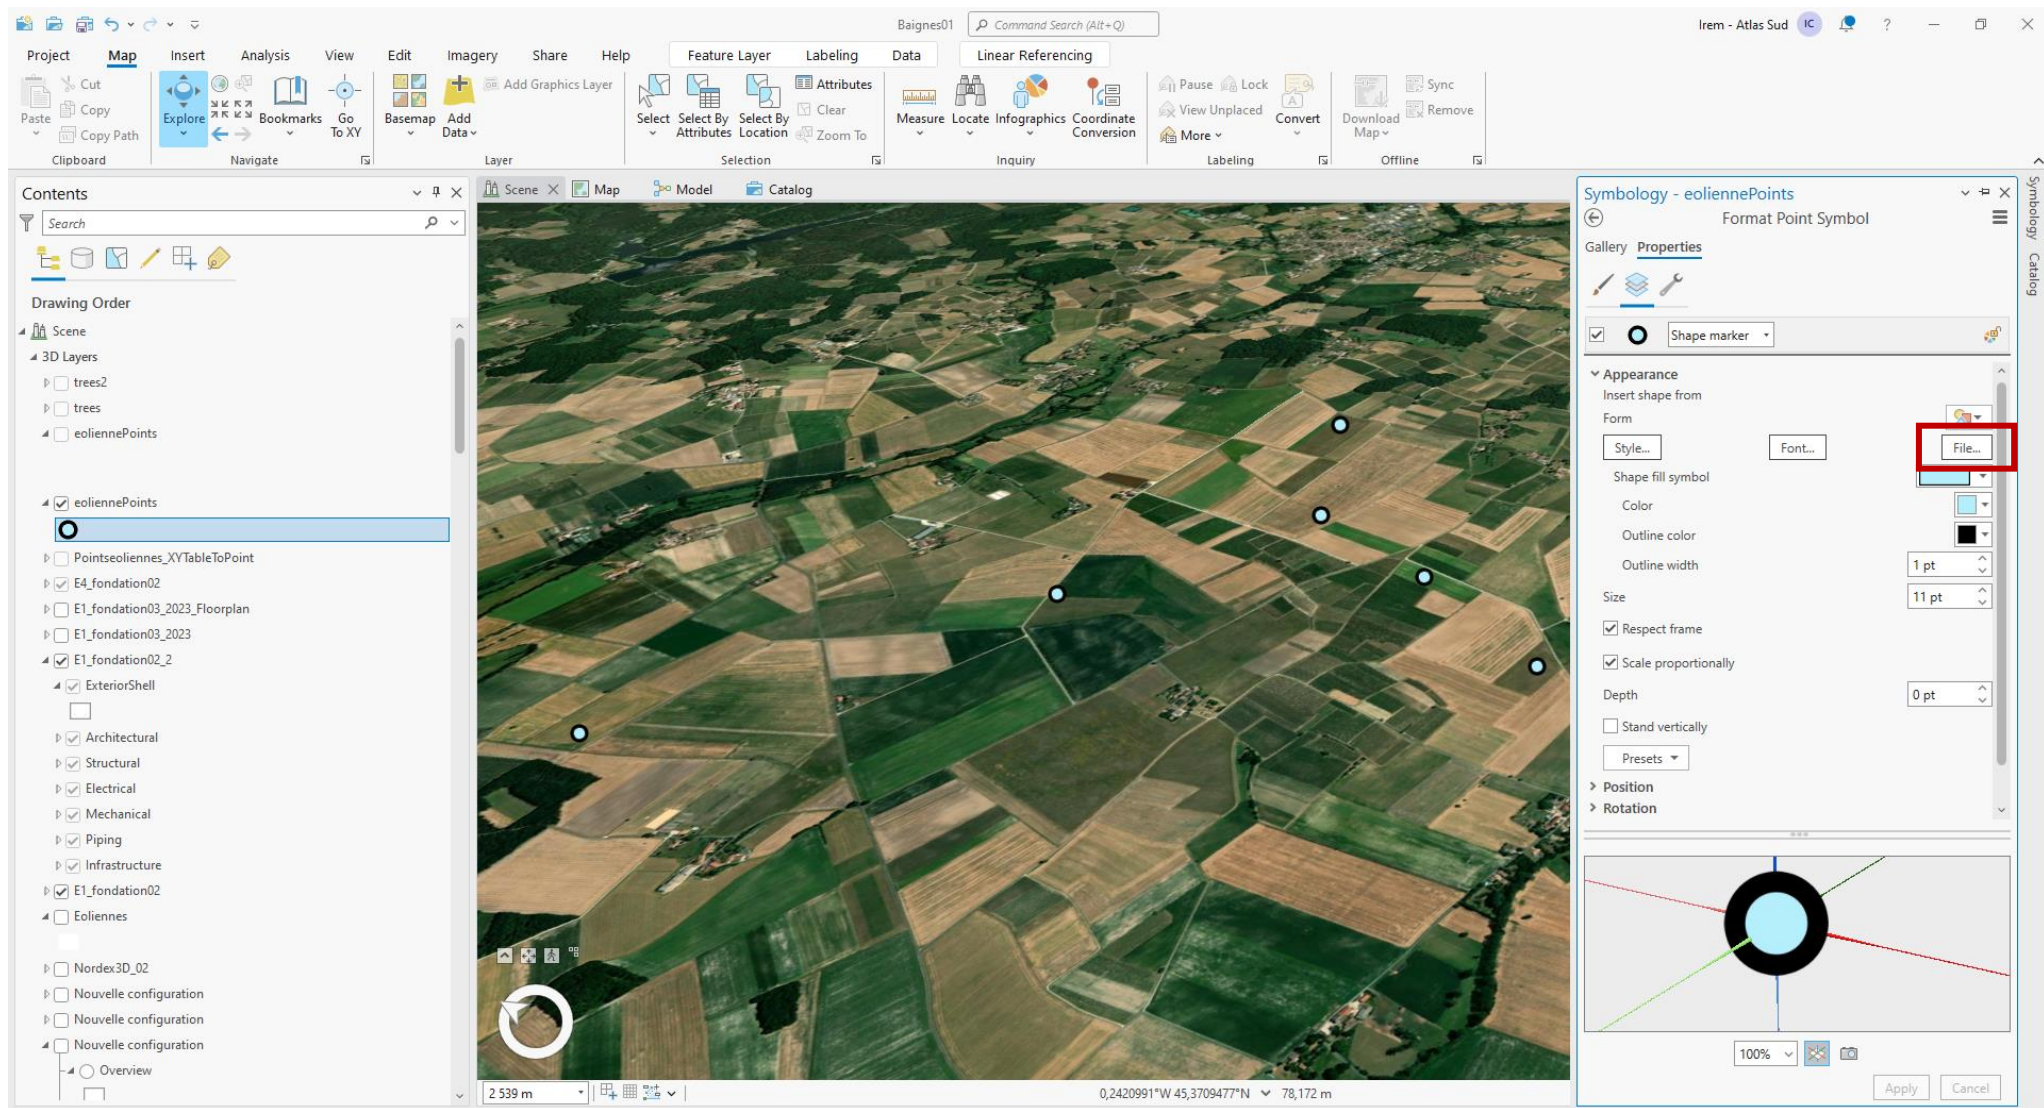 Baignes01
Command Search (Alt+Q)
Irem - Atlas Sud
IC
?
Project
Map
Insert
Analysis
View
Edit
Imagery
Share
Help
Feature Layer
Labeling
Data
Linear Referencing
Paste
Cut
Copy
Copy Path
Clipboard
Explore
Bookmarks
Go To XY
Navigate
Basemap
Add Data
Add Graphics Layer
Layer
Select
Select By Attributes
Select By Location
Attributes
Clear
Zoom To
Selection
Measure
Locate
Infographics
Coordinate Conversion
Inquiry
Pause
Lock
View Unplaced
More
Convert
Labeling
Download Map
Sync
Remove
Offline
Contents
Search
Drawing Order
Scene
3D Layers
trees2
trees
eoliennePoints
eoliennePoints
Pointseoliennes_XYTableToPoint
E4_fondation02
E1_fondation03_2023_Floorplan
E1_fondation03_2023
E1_fondation02_2
ExteriorShell
Architectural
Structural
Electrical
Mechanical
Piping
Infrastructure
E1_fondation02
Eoliennes
Nordex3D_02
Nouvelle configuration
Nouvelle configuration
Nouvelle configuration
Overview
Scene
Map
Model
Catalog
2 539 m
0,2420991°W 45,3709477°N
78,172 m
Symbology - eoliennePoints
Format Point Symbol
Gallery
Properties
Shape marker
Appearance
Insert shape from
Form
Style...
Font...
File...
Shape fill symbol
Color
Outline color
Outline width
1 pt
Size
11 pt
Respect frame
Scale proportionally
Depth
0 pt
Stand vertically
Presets
Position
Rotation
100%
Apply
Cancel
Symbology
Catalog